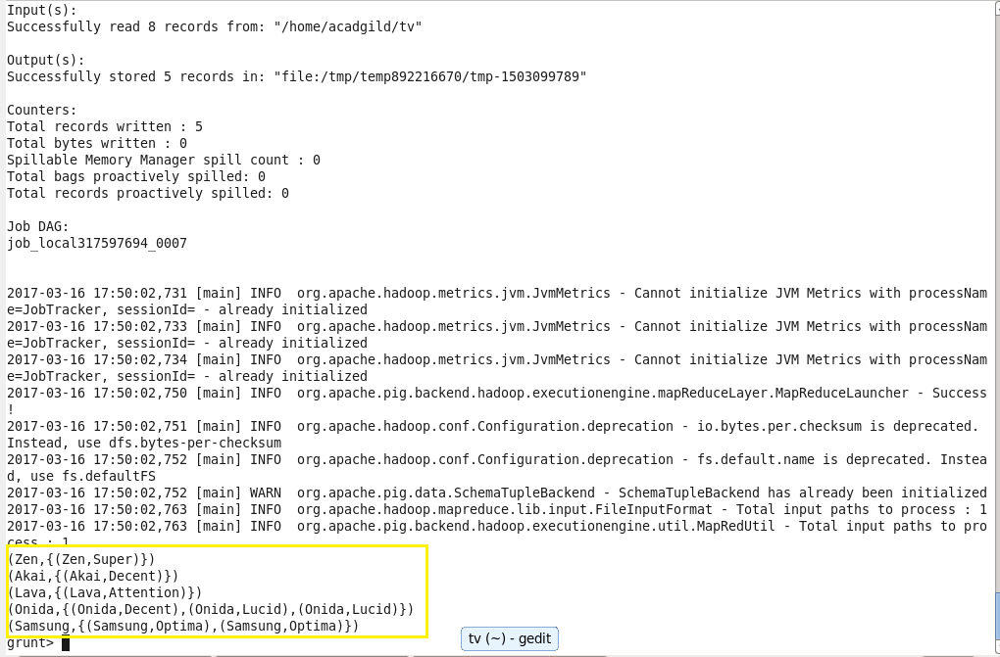 Input(s):
Successfully read 8 records from: "/home/acadgild/tv"
Output(s):
Successfully stored 5 records in: "file:/tmp/temp892216670/tmp-1503099789"
Counters:
Total records written : 5
Total bytes written : 0
Spillable Memory Manager spill count : 0
Total bags proactively spilled: 0
Total records proactively spilled: 0
Job DAG:
job_local317597694_0007
2017-03-16 17:50:02,731 [main] INFO  org.apache.hadoop.metrics.jvm.JvmMetrics - Cannot initialize JVM Metrics with processNam
e=JobTracker, sessionId= - already initialized
2017-03-16 17:50:02,733 [main] INFO  org.apache.hadoop.metrics.jvm.JvmMetrics - Cannot initialize JVM Metrics with processNam
e=JobTracker, sessionId= - already initialized
2017-03-16 17:50:02,734 [main] INFO  org.apache.hadoop.metrics.jvm.JvmMetrics - Cannot initialize JVM Metrics with processNam
e=JobTracker, sessionId= - already initialized
2017-03-16 17:50:02,750 [main] INFO  org.apache.pig.backend.hadoop.executionengine.mapReduceLayer.MapReduceLauncher - Success
!
2017-03-16 17:50:02,751 [main] INFO  org.apache.hadoop.conf.Configuration.deprecation - io.bytes.per.checksum is deprecated.
Instead, use dfs.bytes-per-checksum
2017-03-16 17:50:02,752 [main] INFO  org.apache.hadoop.conf.Configuration.deprecation - fs.default.name is deprecated. Instea
d, use fs.defaultFS
2017-03-16 17:50:02,752 [main] WARN  org.apache.pig.data.SchemaTupleBackend - SchemaTupleBackend has already been initialized
2017-03-16 17:50:02,763 [main] INFO  org.apache.hadoop.mapreduce.lib.input.FileInputFormat - Total input paths to process : 1
2017-03-16 17:50:02,763 [main] INFO  org.apache.pig.backend.hadoop.executionengine.util.MapRedUtil - Total input paths to pro
cess : 1
(Zen,{(Zen,Super)})
(Akai,{(Akai,Decent)})
(Lava,{(Lava,Attention)})
(Onida,{(Onida,Decent),(Onida,Lucid),(Onida,Lucid)})
(Samsung,{(Samsung,Optima),(Samsung,Optima)})
grunt>
tv (~) - gedit